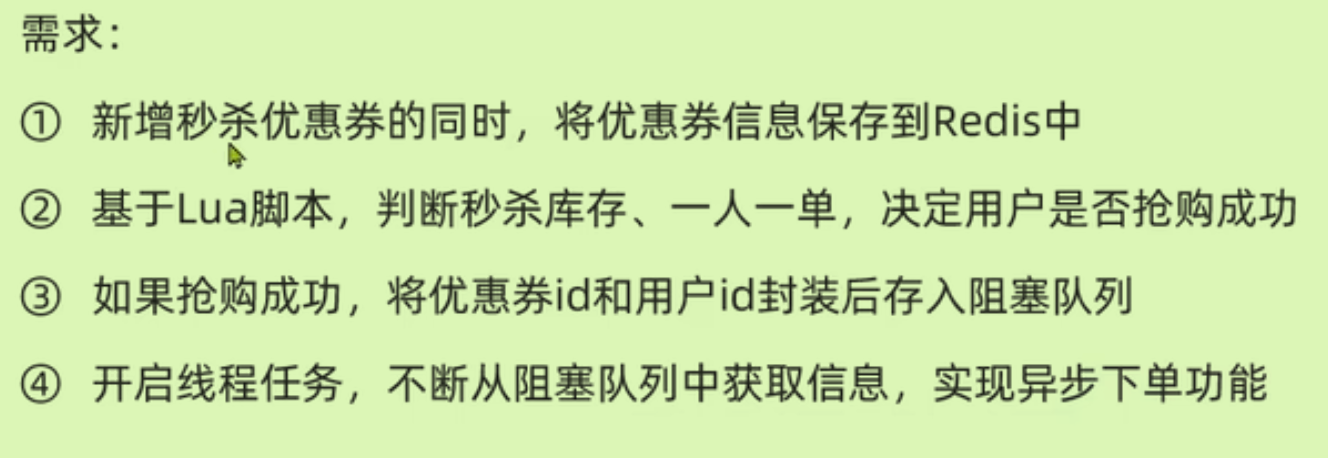 需求：
① 新增秒杀优惠券的同时，将优惠券信息保存到Redis中
② 基于Lua脚本，判断秒杀库存、一人一单，决定用户是否抢购成功
③ 如果抢购成功，将优惠券id和用户id封装后存入阻塞队列
④ 开启线程任务，不断从阻塞队列中获取信息，实现异步下单功能